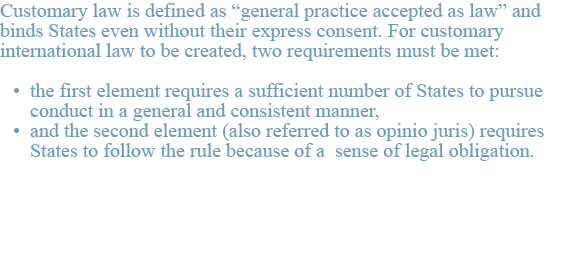 Customary law is defined as “general practice accepted as law” and
binds States even without their express consent. For customary
international law to be created, two requirements must be met:
• the first element requires a sufficient number of States to pursue
conduct in a general and consistent manner,
• and the second element (also referred to as opinio juris) requires
States to follow the rule because of a  sense of legal obligation.